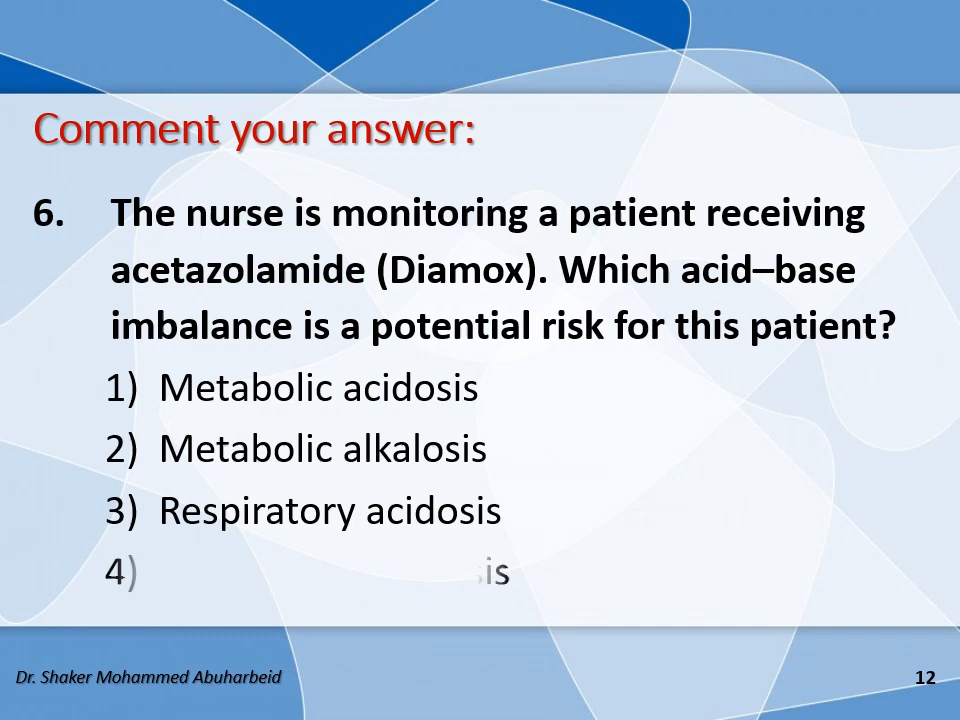 Comment your answer:
6. The nurse is monitoring a patient receiving
acetazolamide (Diamox). Which acid–base
imbalance is a potential risk for this patient?
1) Metabolic acidosis
2) Metabolic alkalosis
3) Respiratory acidosis
4)
Dr. Shaker Mohammed Abuharbeid
12